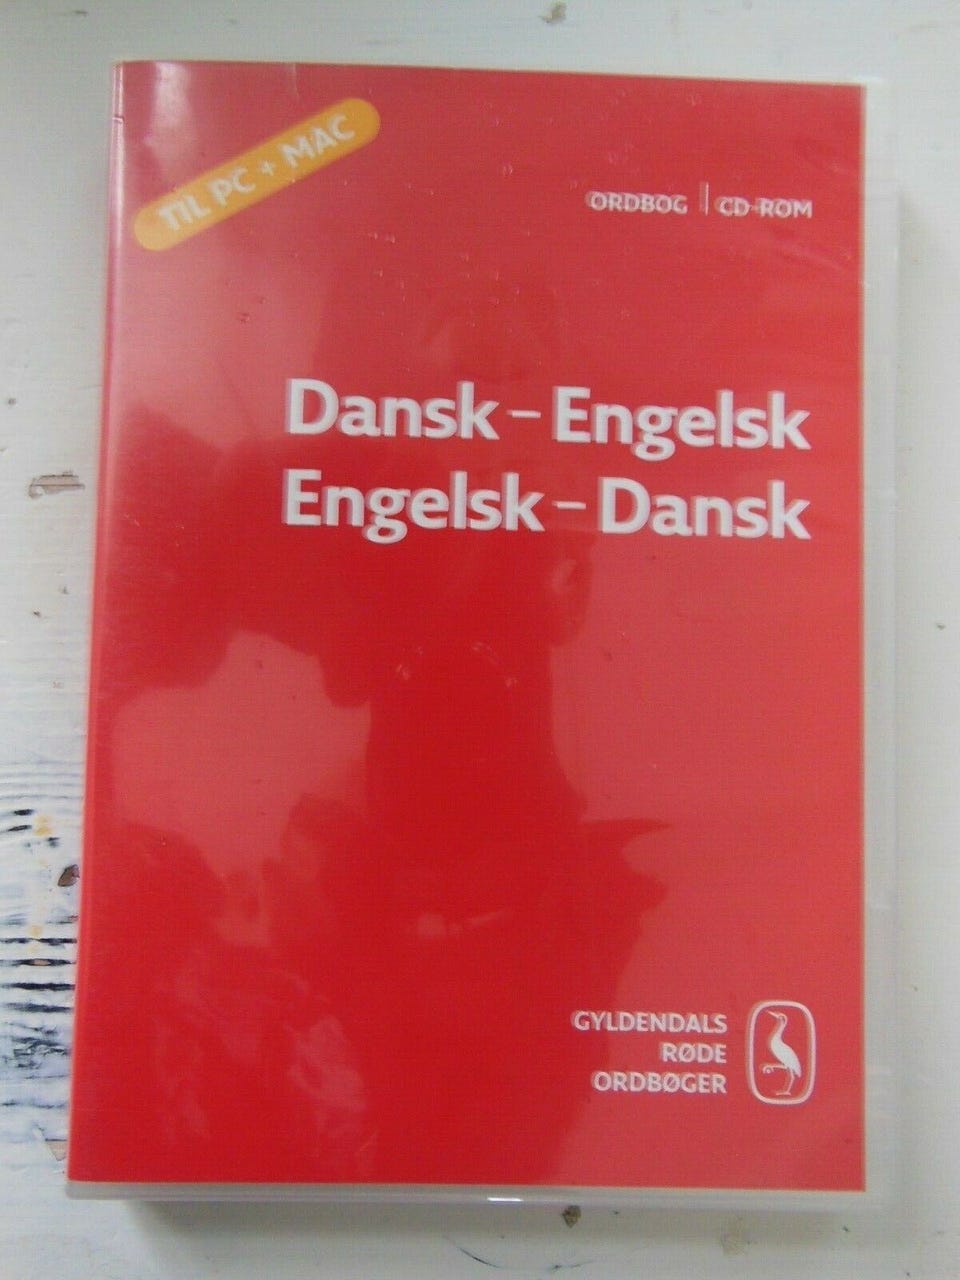 TIL PC + MAC
ORDBOG | CD-ROM
Dansk – Engelsk
Engelsk – Dansk
GYLDENDALS
RØDE
ORDBØGER